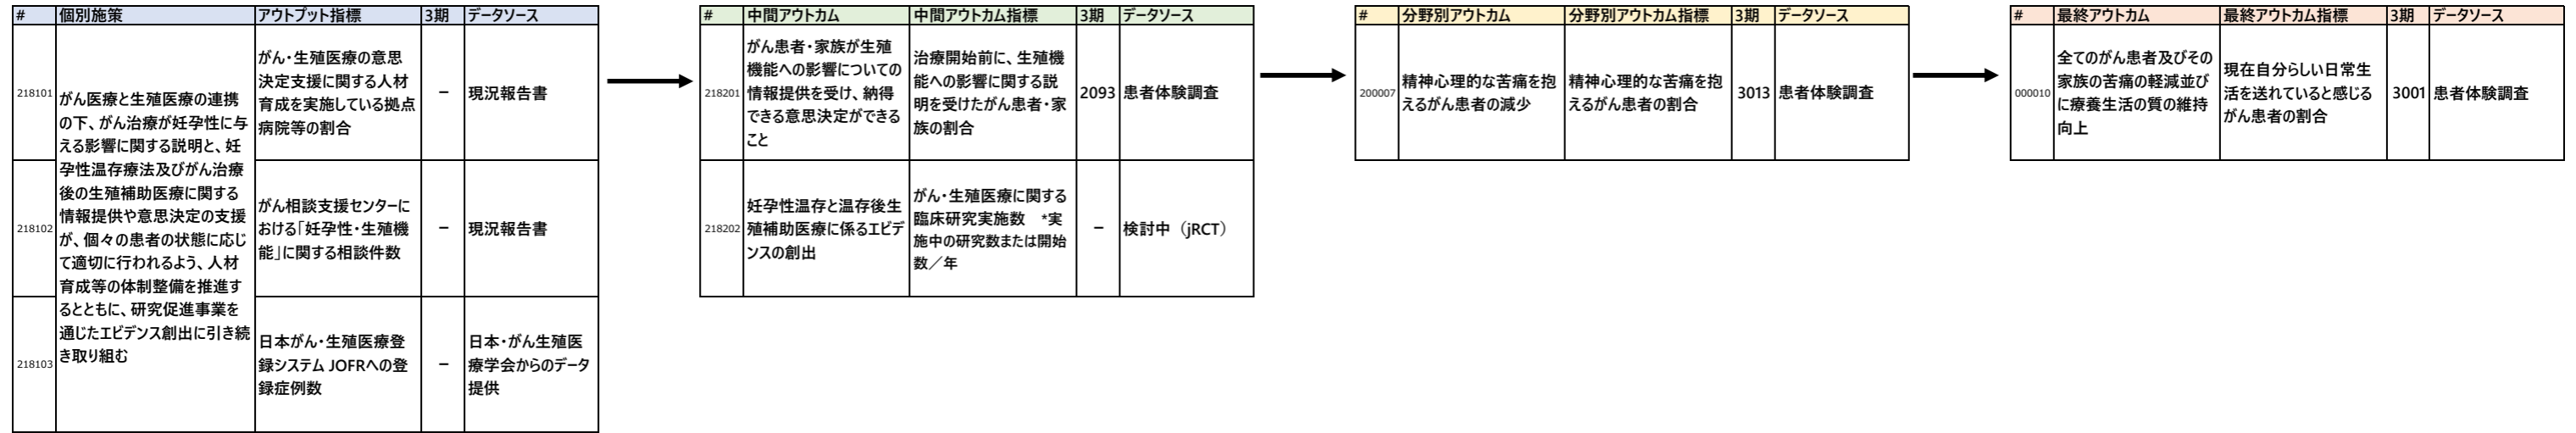 # 個別施策 アウトプット指標 3期 データソース
218101
がん医療と生殖医療の連携
の下、がん治療が妊孕性に与
える影響に関する説明と、妊
孕性温存療法及びがん治療
後の生殖補助医療に関する
情報提供や意思決定の支援
が、個々の患者の状態に応じ
て適切に行われるよう、人材
育成等の体制整備を推進す
るとともに、研究促進事業を
通じたエビデンス創出に引き続
き取り組む
がん・生殖医療の意思
決定支援に関する人材
育成を実施している拠点
病院等の割合
－
現況報告書
218102
がん相談支援センターに
おける「妊孕性・生殖機
能」に関する相談件数
－
現況報告書
218103
日本がん・生殖医療登
録システム JOFRへの登
録症例数
－
日本・がん生殖医
療学会からのデータ
提供
# 中間アウトカム 中間アウトカム指標 3期 データソース
218201
がん患者・家族が生殖
機能への影響についての
情報提供を受け、納得
できる意思決定ができる
こと
治療開始前に、生殖機
能への影響に関する説
明を受けたがん患者・家
族の割合
2093
患者体験調査
218202
妊孕性温存と温存後生
殖補助医療に係るエビデ
ンスの創出
がん・生殖医療に関する
臨床研究実施数　*実
施中の研究数または開始
数／年
－
検討中（jRCT）
# 分野別アウトカム 分野別アウトカム指標 3期 データソース
200007
精神心理的な苦痛を抱
えるがん患者の減少
精神心理的な苦痛を抱
えるがん患者の割合
3013
患者体験調査
# 最終アウトカム 最終アウトカム指標 3期 データソース
000010
全てのがん患者及びその
家族の苦痛の軽減並び
に療養生活の質の維持
向上
現在自分らしい日常生
活を送れていると感じる
がん患者の割合
3001
患者体験調査